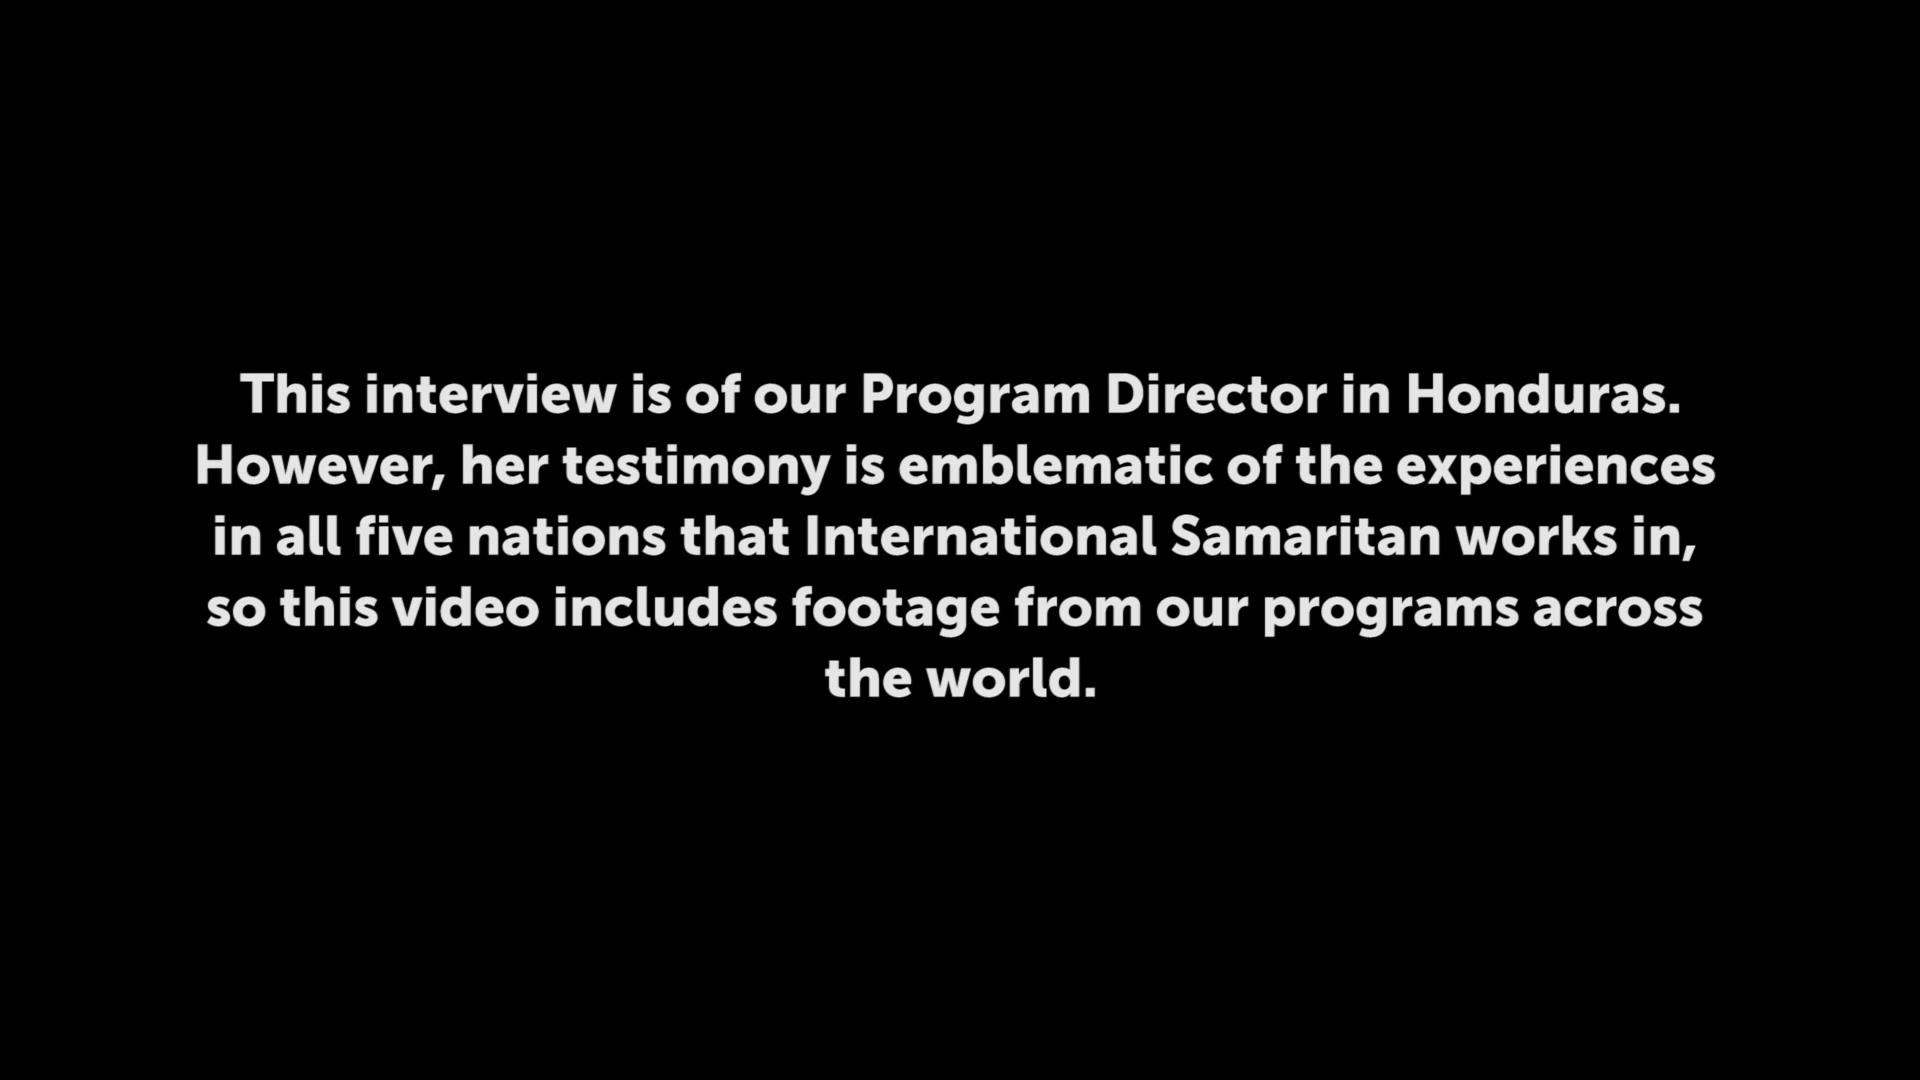 This interview is of our Program Director in Honduras.
However, her testimony is emblematic of the experiences
in all five nations that International Samaritan works in,
so this video includes footage from our programs across
the world.